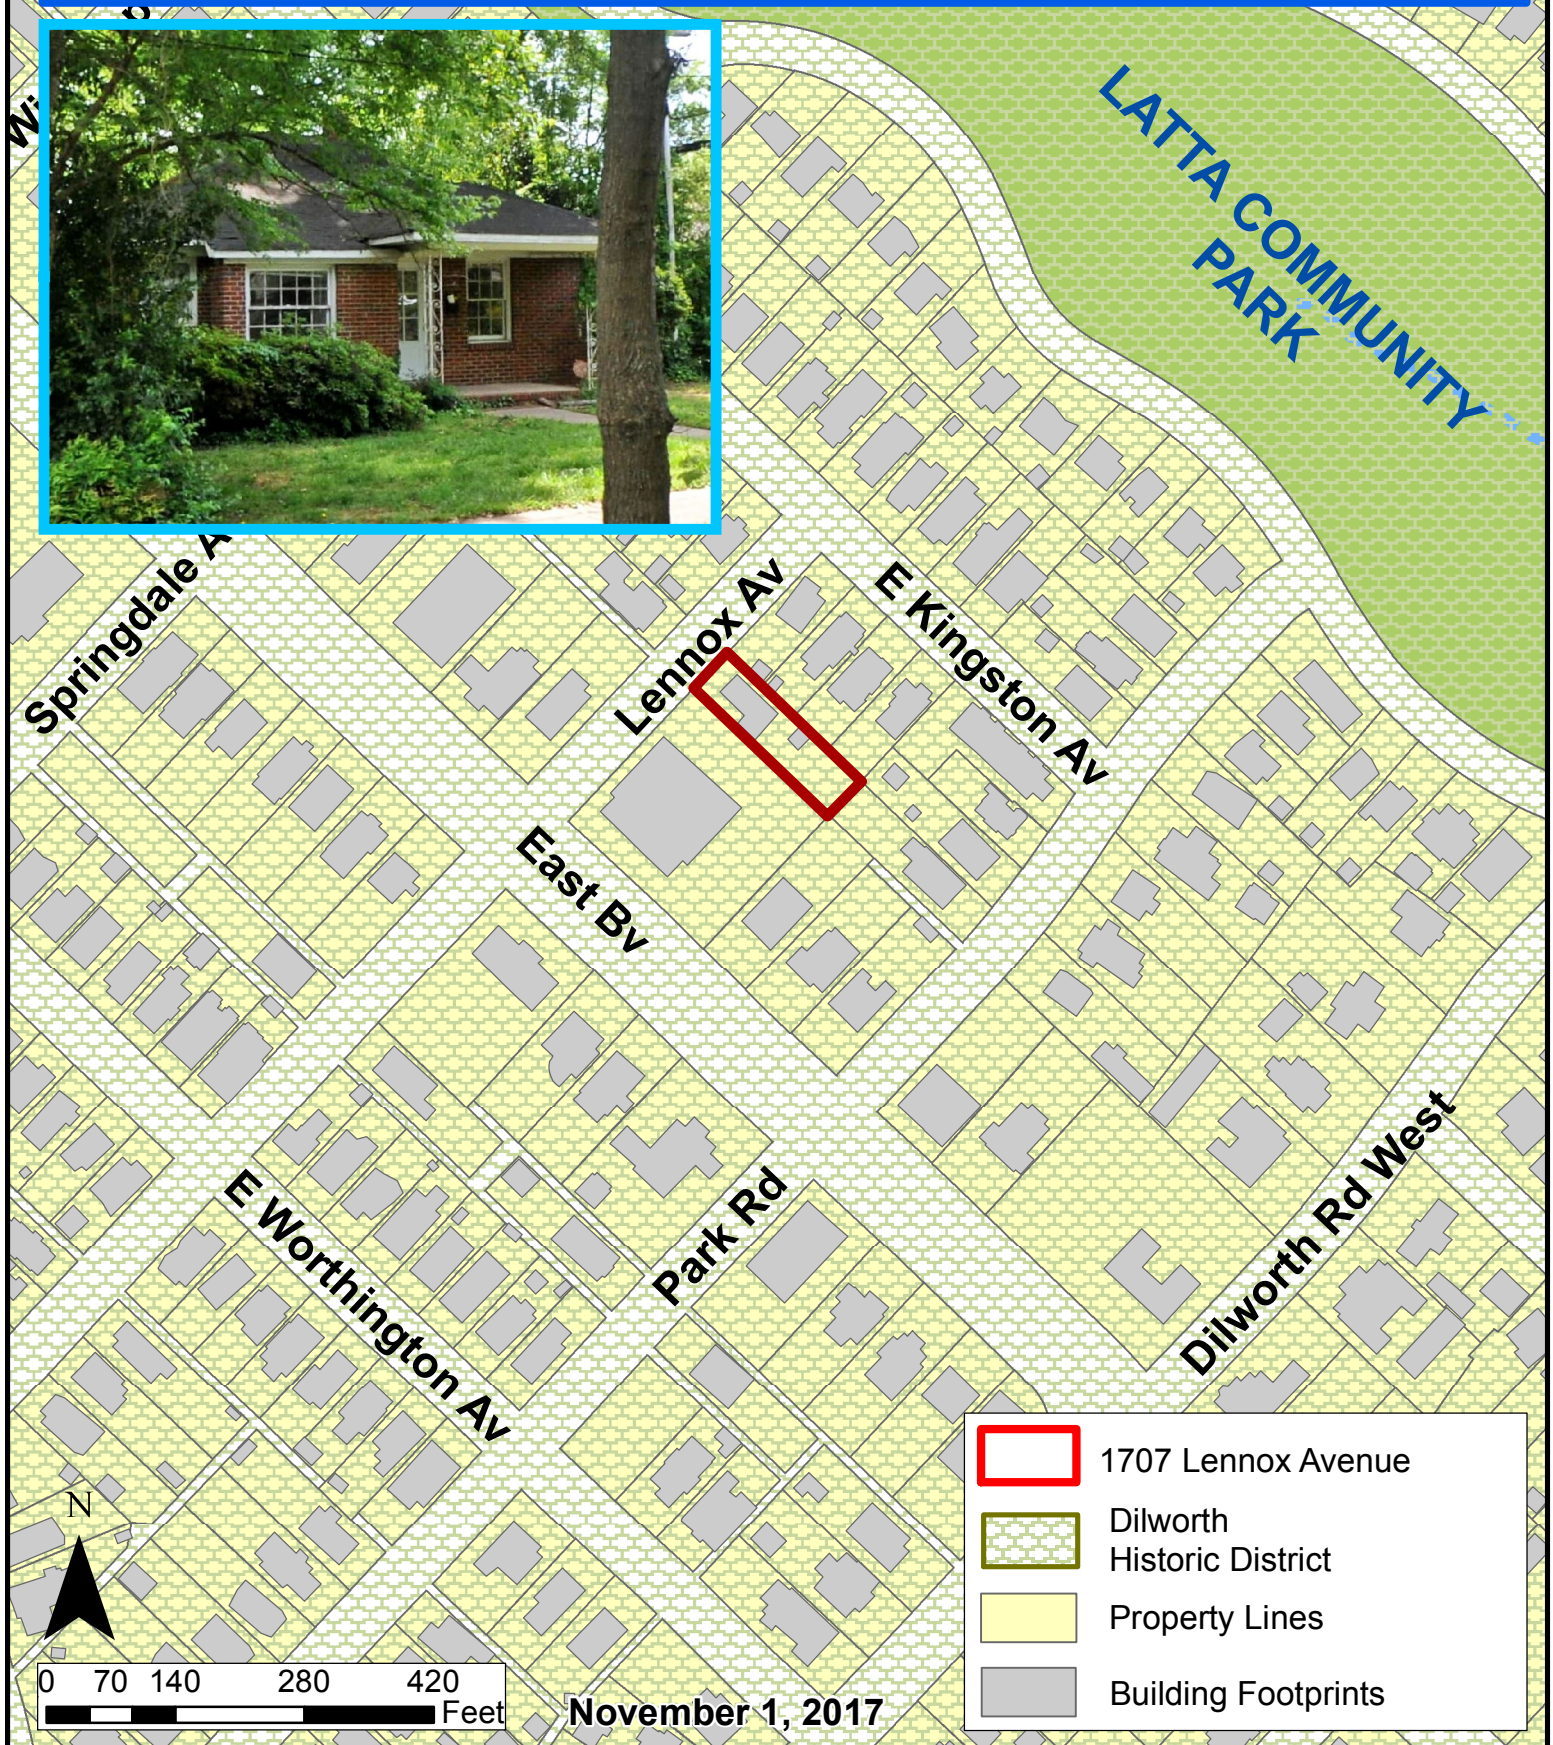 LATTA COMMUNITY
PARK
Springdale
Lennox Av
E Kingston Av
East Bv
E Worthington Av
Park Rd
Dilworth Rd West
1707 Lennox Avenue
Dilworth
Historic District
Property Lines
Building Footprints
N
0 70 140 280 420
Feet
November 1, 2017